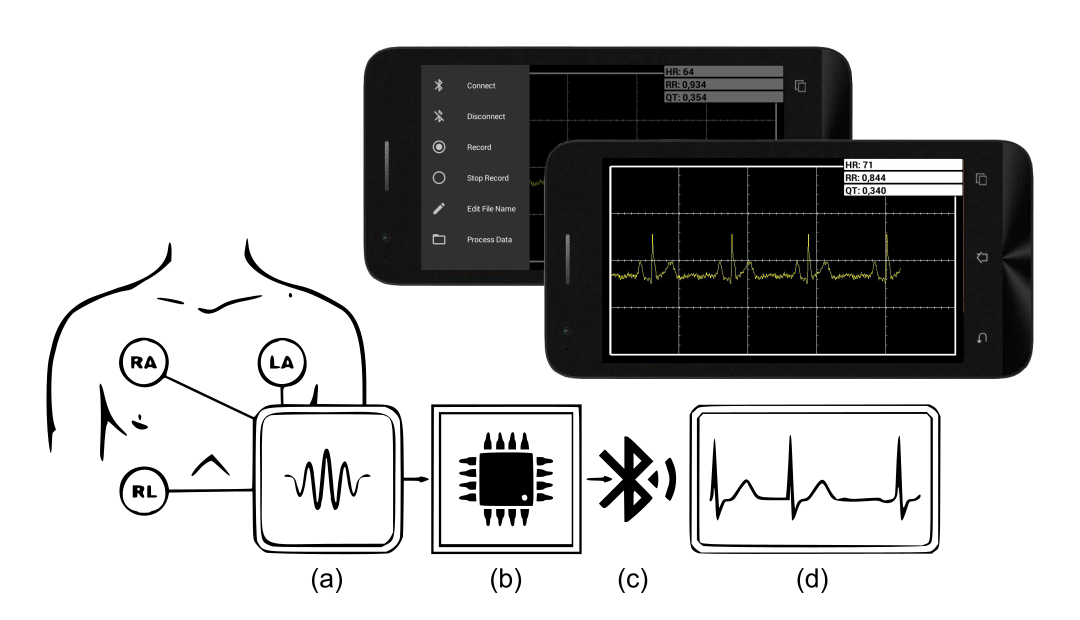 Connect
Disconnect
Record
Stop Record
Edit File Name
Process Data
HR: 64
RR: 0,934
QT: 0,354
HR: 71
RR: 0,844
QT: 0,340
RA
LA
RL
(a)
(b)
(c)
(d)